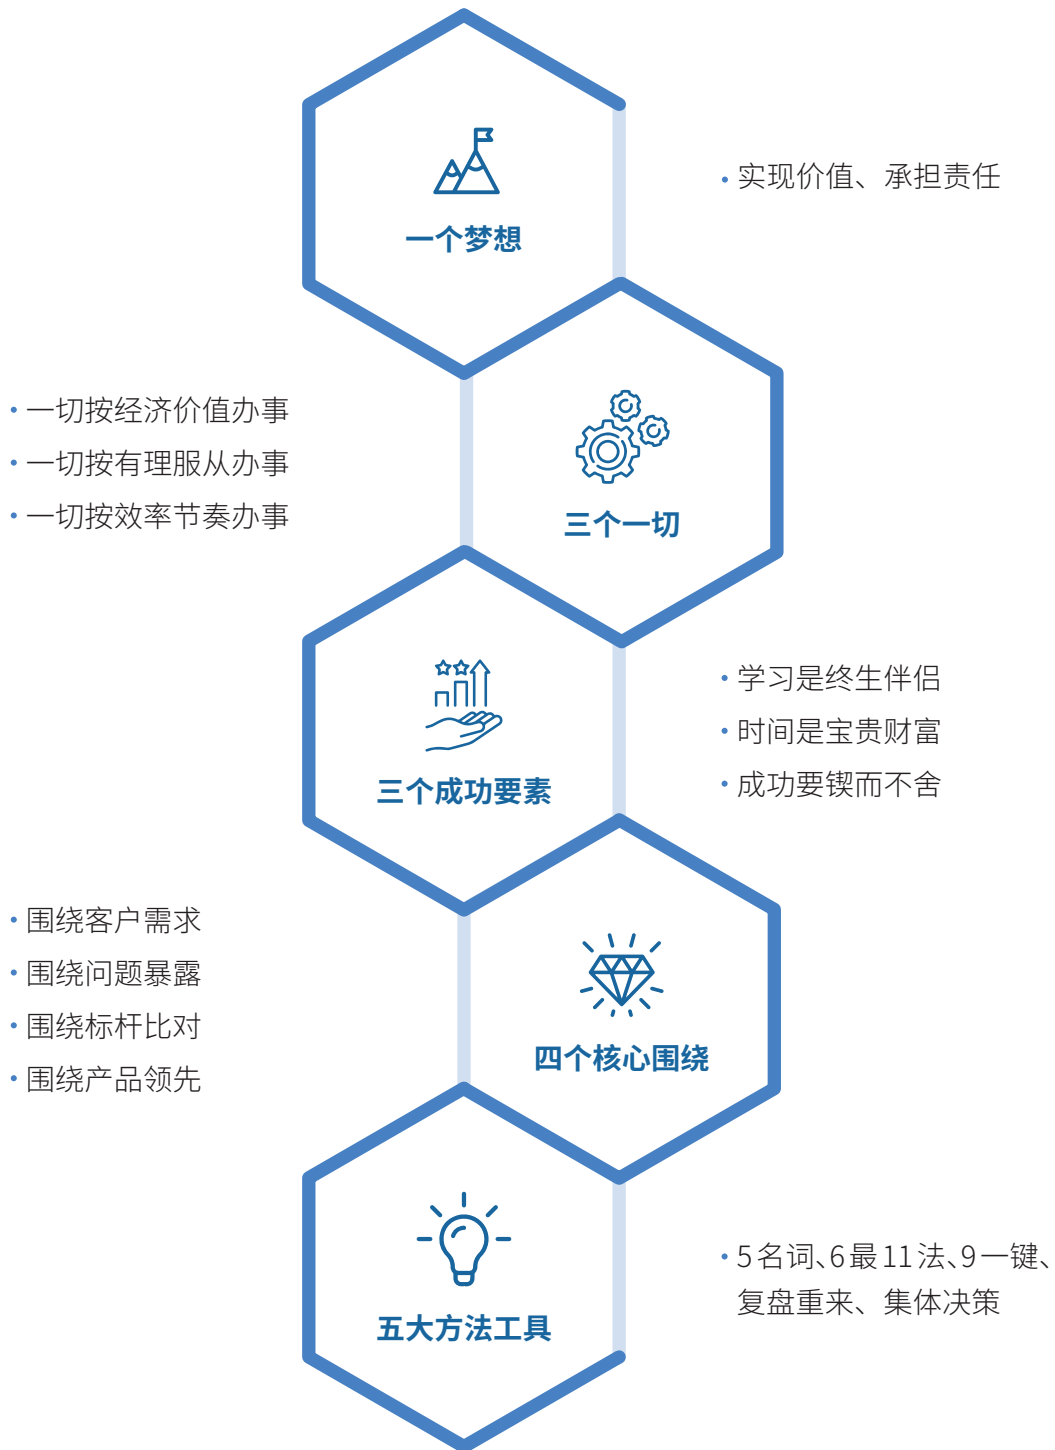 一个梦想
• 实现价值、承担责任
三个一切
• 一切按经济价值办事
• 一切按有理服从办事
• 一切按效率节奏办事
三个成功要素
• 学习是终生伴侣
• 时间是宝贵财富
• 成功要锲而不舍
四个核心围绕
• 围绕客户需求
• 围绕问题暴露
• 围绕标杆比对
• 围绕产品领先
五大方法工具
• 5名词、6最11法、9一键、
复盘重来、集体决策